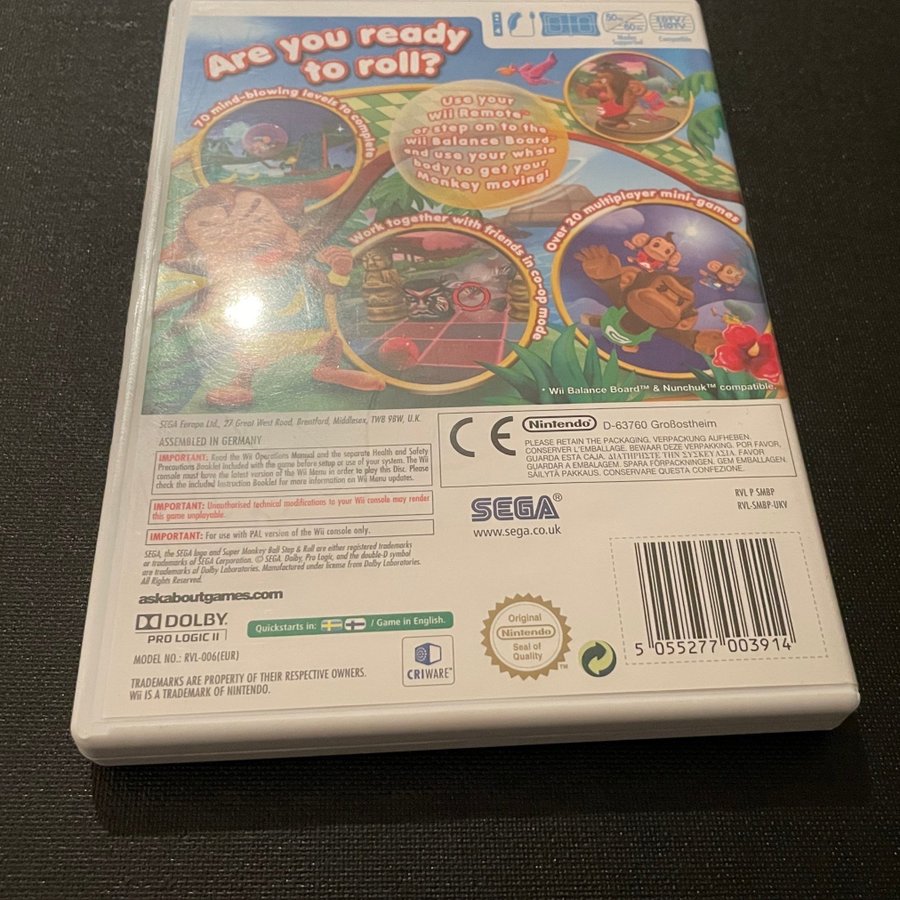 50Hz
60Hz
Modes
Supported
EDTV/
HDTV
Compatible
Are you ready
to roll?
70 mind-blowing levels to complete
Use your
Wii Remote™
or step on to the
Wii Balance Board
and use your whole
body to get your
Monkey moving!
Work together with friends in co-op mode
Over 20 multiplayer mini-games
* Wii Balance Board™ & Nunchuk™ compatible.
SEGA Europe Ltd., 27 Great West Road, Brentford, Middlesex, TW8 9BW, U.K.
ASSEMBLED IN GERMANY
IMPORTANT: Read the Wii Operations Manual and the separate Health and Safety
Precautions Booklet included with the game before setup or use of your system. The Wii
console must have the latest version of the Wii Menu in order to play this Disc. Please
check the included Instruction Booklet for more information on Wii Menu updates.
IMPORTANT: Unauthorised technical modifications to your Wii console may render
this game unplayable.
IMPORTANT: For use with PAL version of the Wii console only.
SEGA, the SEGA logo and Super Monkey Ball Step & Roll are either registered trademarks
or trademarks of SEGA Corporation. © SEGA. Dolby, Pro Logic, and the double-D symbol
are trademarks of Dolby Laboratories. Manufactured under license from Dolby Laboratories.
All Rights Reserved.
askaboutgames.com
DOLBY
PRO LOGIC II
Quickstarts in: / Game in English.
MODEL NO.: RVL-006(EUR)
CRIWARE™
TRADEMARKS ARE PROPERTY OF THEIR RESPECTIVE OWNERS.
Wii IS A TRADEMARK OF NINTENDO.
CE
Nintendo® D-63760 Großostheim
PLEASE RETAIN THE PACKAGING. VERPACKUNG AUFHEBEN.
CONSERVER L'EMBALLAGE. BEWAAR DEZE VERPAKKING. POR FAVOR,
GUARDA ESTA CAJA. ΔΙΑΤΗΡΗΣΤΕ ΤΗΝ ΣΥΣΚΕΥΑΣΙΑ. FAVOR
GUARDAR A EMBALAGEM. SPARA FÖRPACKNINGEN. GEM EMBALLAGEN.
SÄILYTÄ PAKKAUS. CONSERVARE QUESTA CONFEZIONE.
SEGA®
www.sega.co.uk
RVL P SMBP
RVL-SMBP-UKV
Original
Nintendo
Seal of
Quality
5 055277 003914